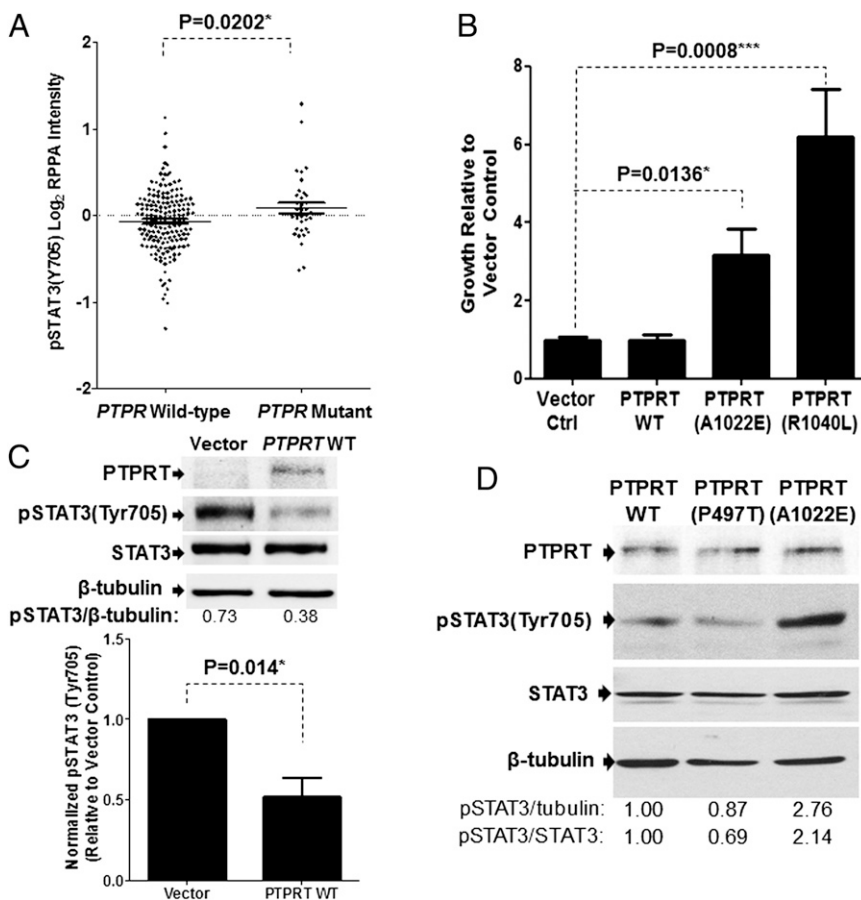 A
P=0.0202*
pSTAT3(Y705) Log2 RPPA Intensity
2
1
0
-1
-2
PTPR Wild-type
PTPR Mutant
B
P=0.0008***
P=0.0136*
Growth Relative to
Vector Control
8
6
4
2
0
Vector
Ctrl
PTPRT
WT
PTPRT
(A1022E)
PTPRT
(R1040L)
C
Vector
PTPRT WT
PTPRT
pSTAT3(Tyr705)
STAT3
β-tubulin
pSTAT3/β-tubulin: 0.73 0.38
P=0.014*
Normalized pSTAT3 (Tyr705)
(Relative to Vector Control)
1.5
1.0
0.5
0.0
Vector
PTPRT WT
D
PTPRT
WT
PTPRT
(P497T)
PTPRT
(A1022E)
PTPRT
pSTAT3(Tyr705)
STAT3
β-tubulin
pSTAT3/tubulin: 1.00 0.87 2.76
pSTAT3/STAT3: 1.00 0.69 2.14